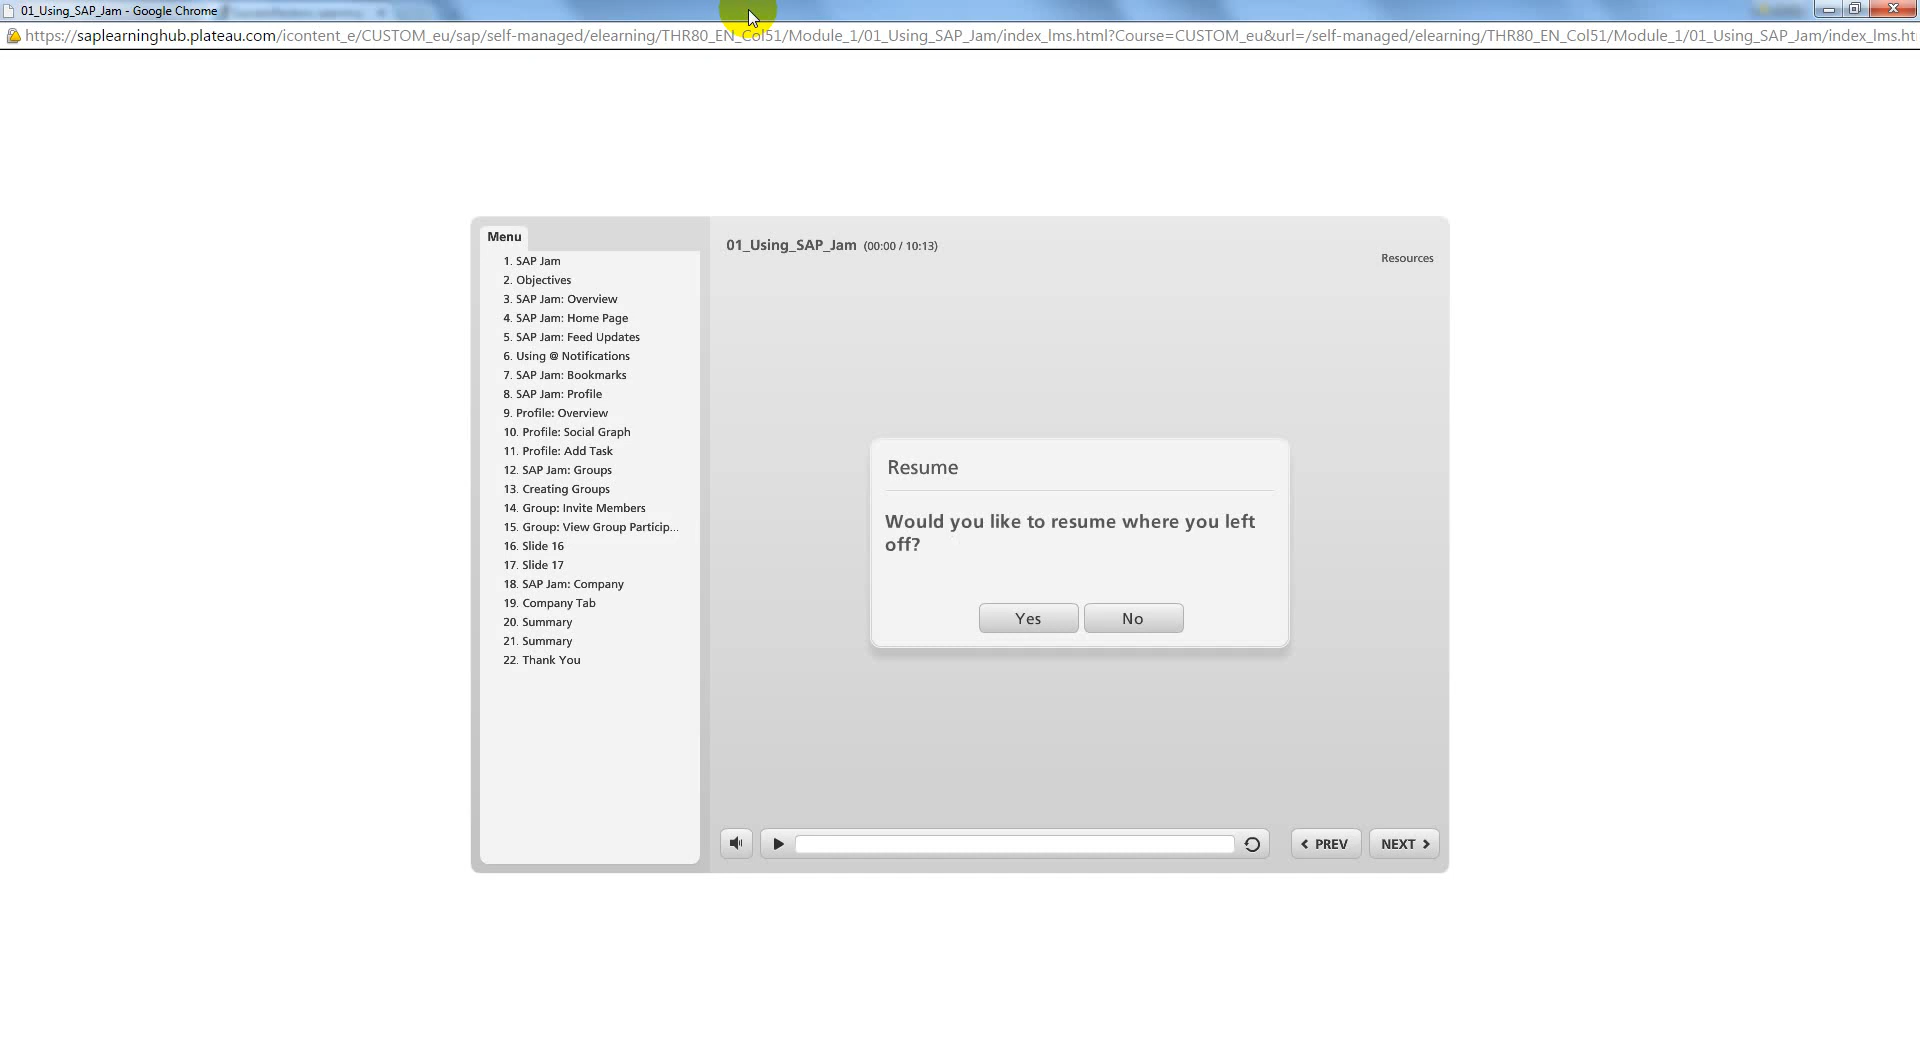 01_Using_SAP_Jam - Google Chrome
https://saplearninghub.plateau.com/icontent_e/CUSTOM_eu/sap/self-managed/elearning/THR80_EN_Col51/Module_1/01_Using_SAP_Jam/index_lms.html?Course=CUSTOM_eu&url=/self-managed/elearning/THR80_EN_Col51/Module_1/01_Using_SAP_Jam/index_lms.ht
Menu
1. SAP Jam
2. Objectives
3. SAP Jam: Overview
4. SAP Jam: Home Page
5. SAP Jam: Feed Updates
6. Using @ Notifications
7. SAP Jam: Bookmarks
8. SAP Jam: Profile
9. Profile: Overview
10. Profile: Social Graph
11. Profile: Add Task
12. SAP Jam: Groups
13. Creating Groups
14. Group: Invite Members
15. Group: View Group Particip...
16. Slide 16
17. Slide 17
18. SAP Jam: Company
19. Company Tab
20. Summary
21. Summary
22. Thank You
01_Using_SAP_Jam (00:00 / 10:13)
Resources
Resume
Would you like to resume where you left
off?
Yes No
PREV NEXT